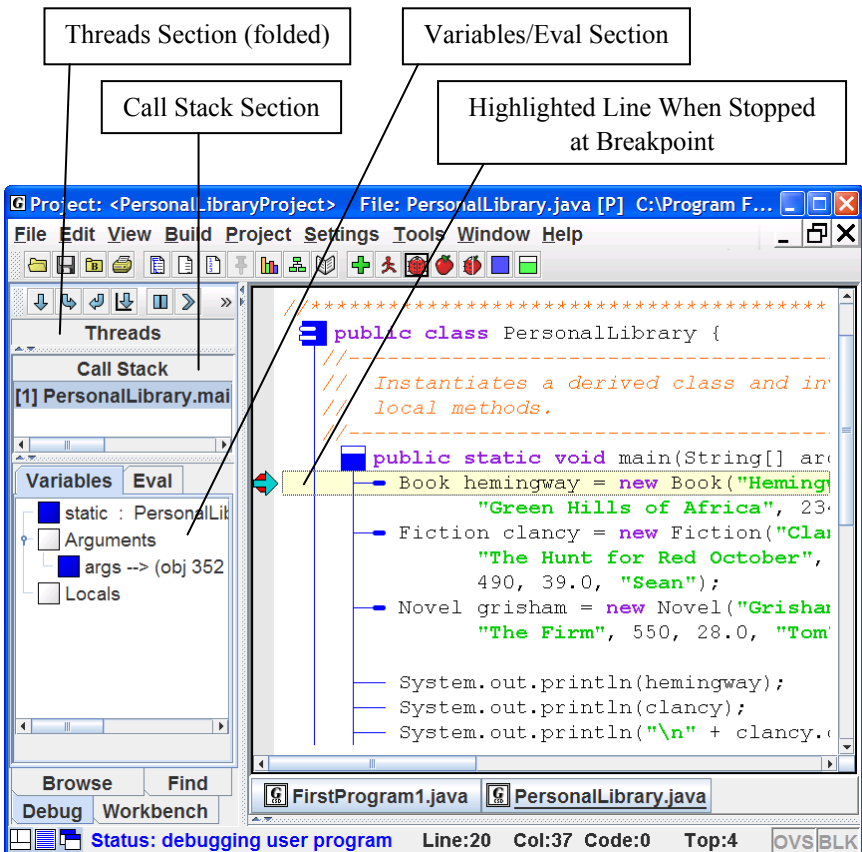 Threads Section (folded)
Variables/Eval Section
Call Stack Section
Highlighted Line When Stopped
at Breakpoint
Project: <PersonalLibraryProject> File: PersonalLibrary.java [P] C:\Program F...
File Edit View Build Project Settings Tools Window Help
Threads
Call Stack
[1] PersonalLibrary.mai
Variables Eval
static : PersonalLib
Arguments
args --> (obj 352
Locals
//*****************************************
public class PersonalLibrary {
//-----------------------------
// Instantiates a derived class and in
// local methods.
//-----------------------------
public static void main(String[] arg
Book hemingway = new Book("Hemingw
"Green Hills of Africa", 234
Fiction clancy = new Fiction("Clan
"The Hunt for Red October",
490, 39.0, "Sean");
Novel grisham = new Novel("Grisham
"The Firm", 550, 28.0, "Tom"
System.out.println(hemingway);
System.out.println(clancy);
System.out.println("\n" + clancy.
Browse Find
Debug Workbench
FirstProgram1.java PersonalLibrary.java
Status: debugging user program Line:20 Col:37 Code:0 Top:4 OVS BLK